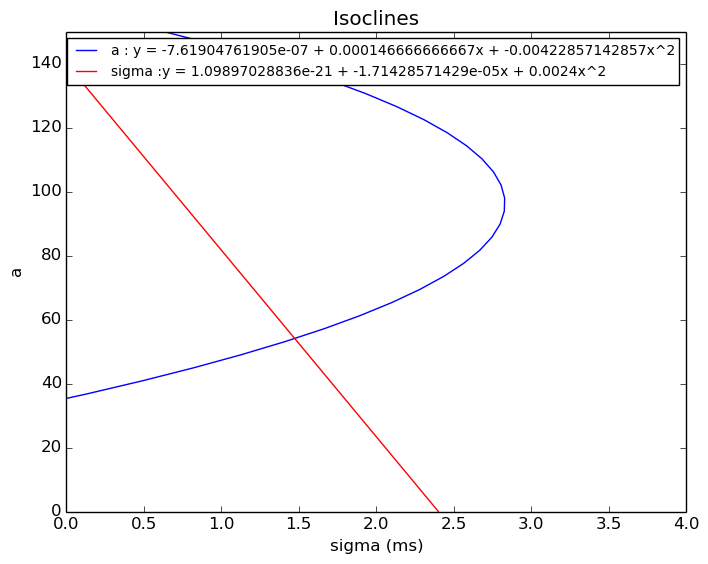 Isoclines
a : y = -7.61904761905e-07 + 0.000146666666667x + -0.00422857142857x^2
sigma :y = 1.09897028836e-21 + -1.71428571429e-05x + 0.0024x^2
140
120
100
80
60
40
20
0
a
0.0 0.5 1.0 1.5 2.0 2.5 3.0 3.5 4.0
sigma (ms)